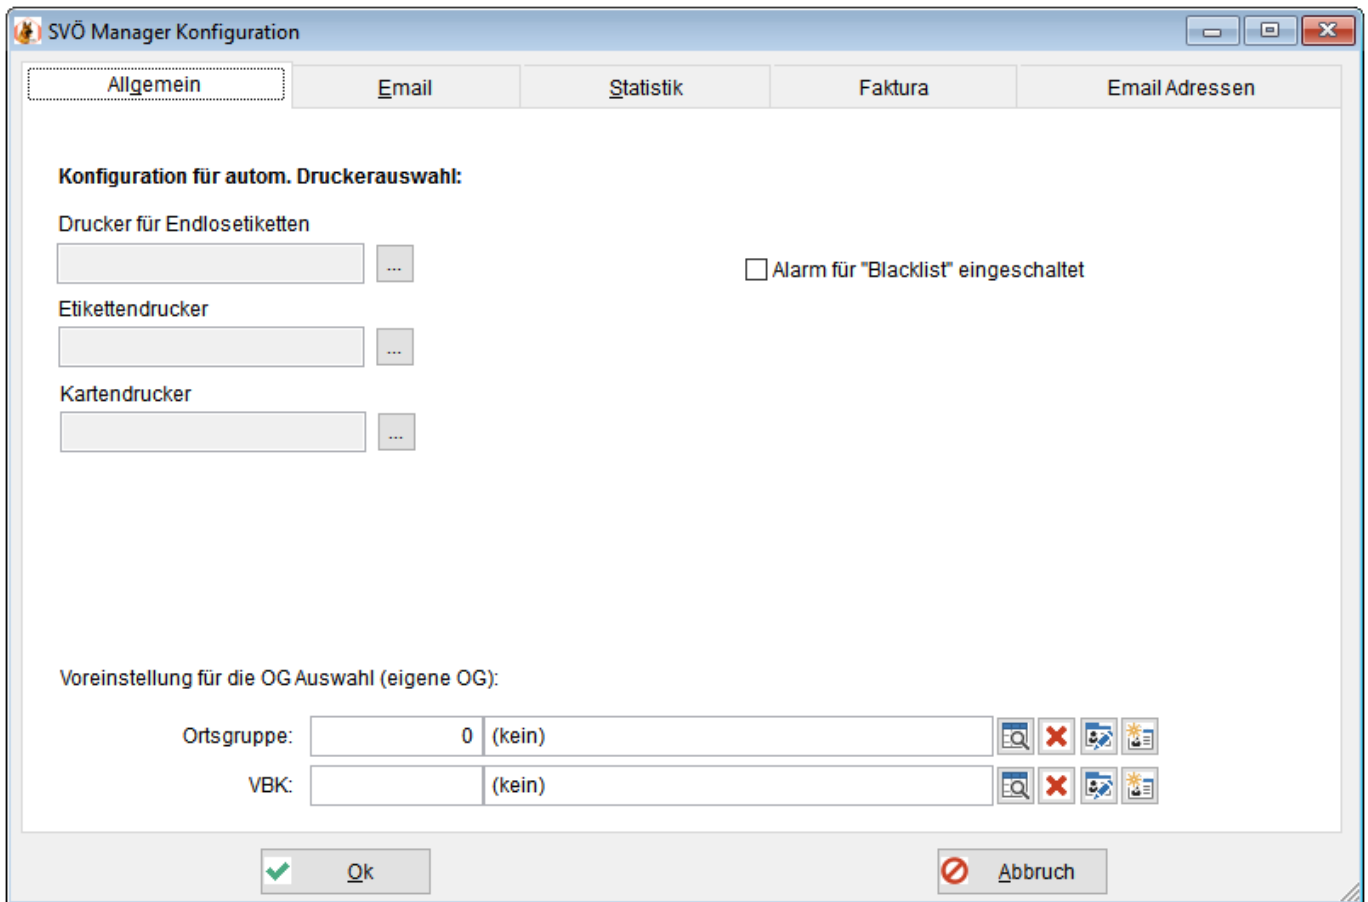 SVÖ Manager Konfiguration
Allgemein Email Statistik Faktura Email Adressen
Konfiguration für autom. Druckerauswahl:
Drucker für Endlosetiketten
...
Alarm für "Blacklist" eingeschaltet
Etikettendrucker
...
Kartendrucker
...
Voreinstellung für die OG Auswahl (eigene OG):
Ortsgruppe: 0 (kein)
VBK: (kein)
Ok Abbruch